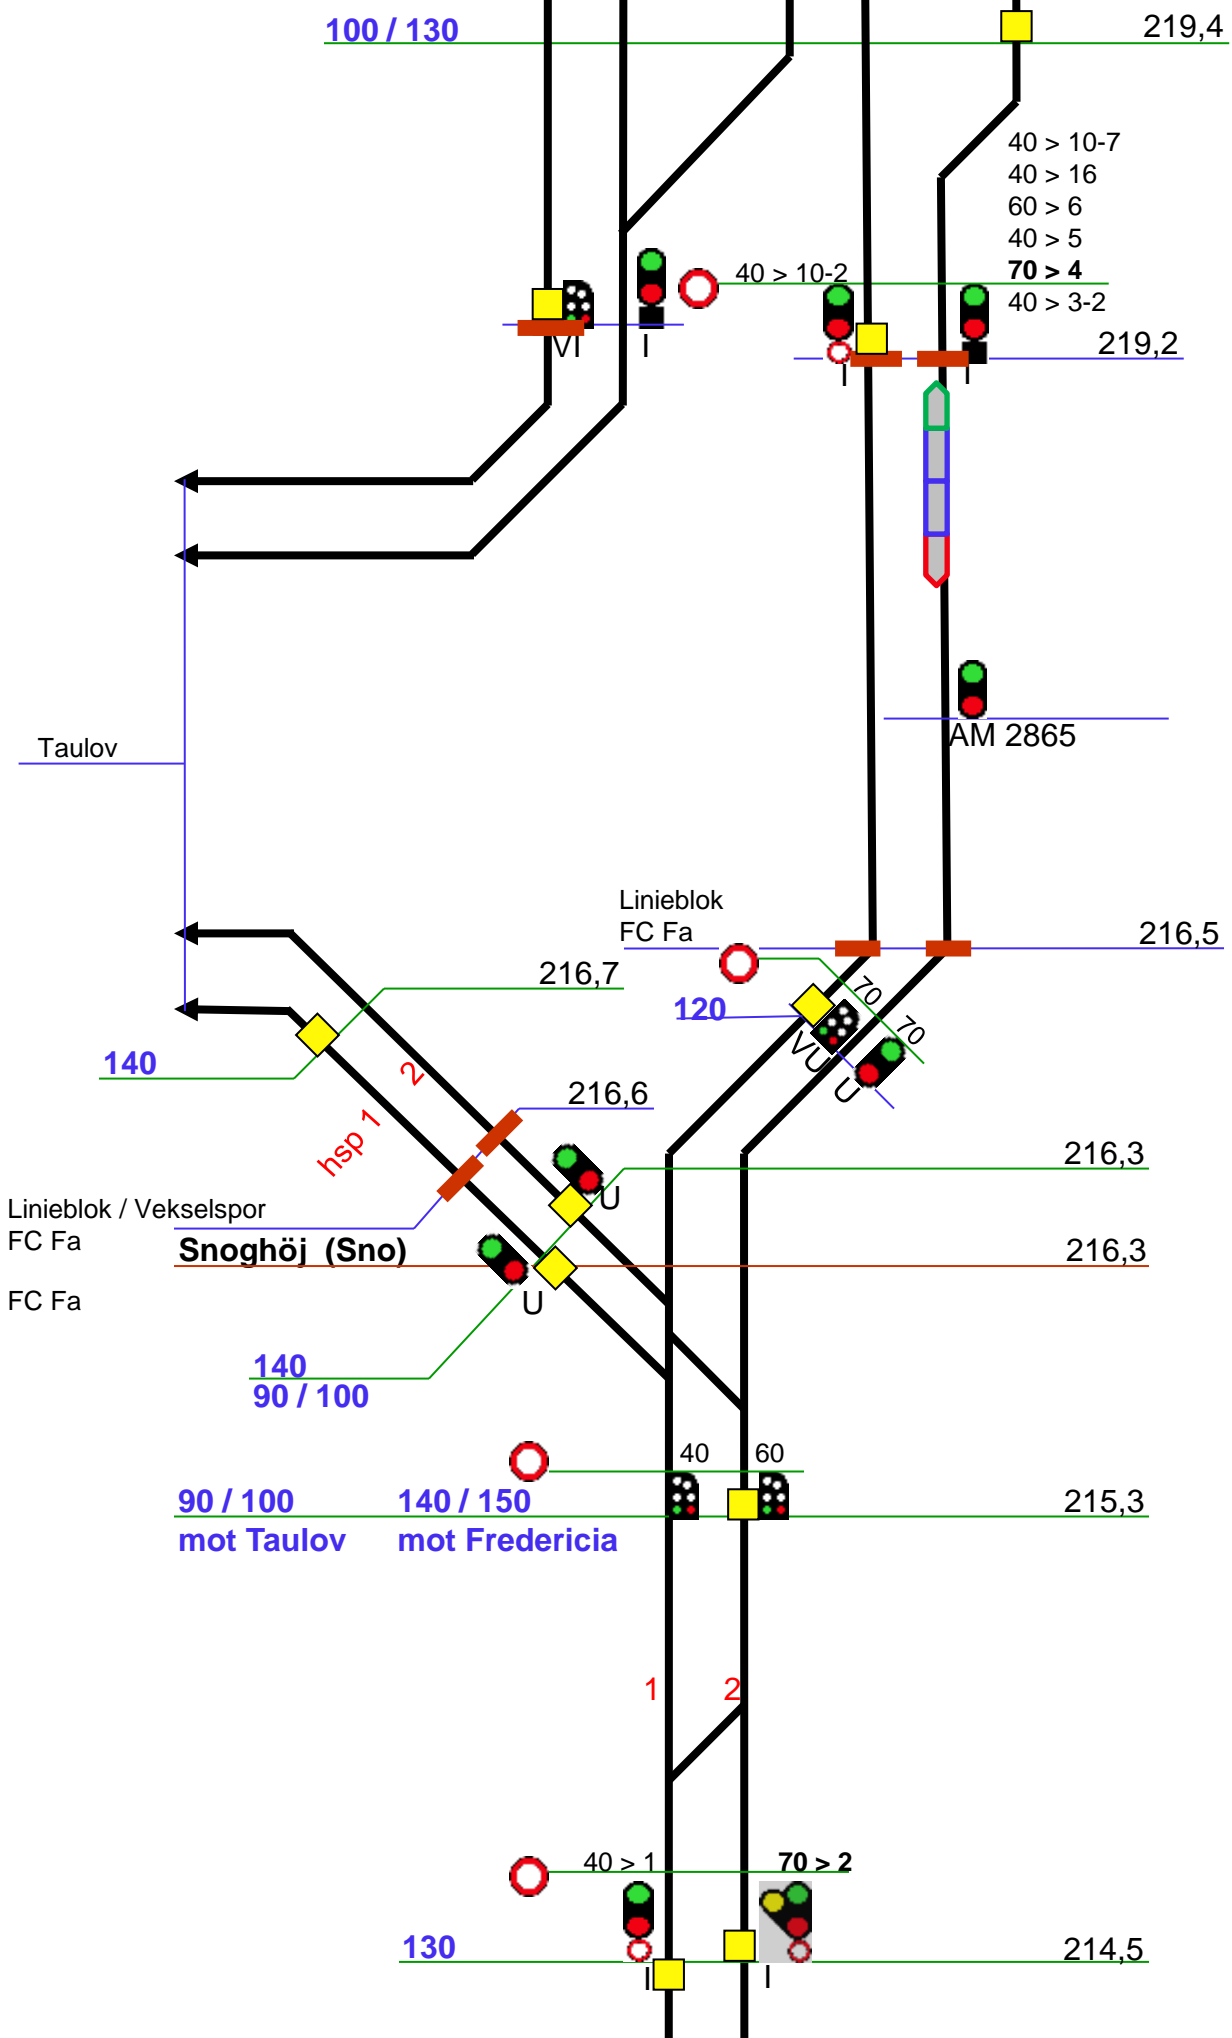 100 / 130
219,4
40 > 10-7
40 > 16
60 > 6
40 > 5
40 > 10-2
70 > 4
40 > 3-2
VI
I
219,2
I
I
AM 2865
Taulov
Linieblok
FC Fa
216,5
216,7
70
120
70
VU
U
140
2
216,6
hsp 1
216,3
U
Linieblok / Vekselspor
FC Fa
Snoghöj (Sno)
216,3
FC Fa
U
140
90 / 100
40
60
90 / 100
140 / 150
215,3
mot Taulov
mot Fredericia
1
2
40 > 1
70 > 2
130
214,5
I
I